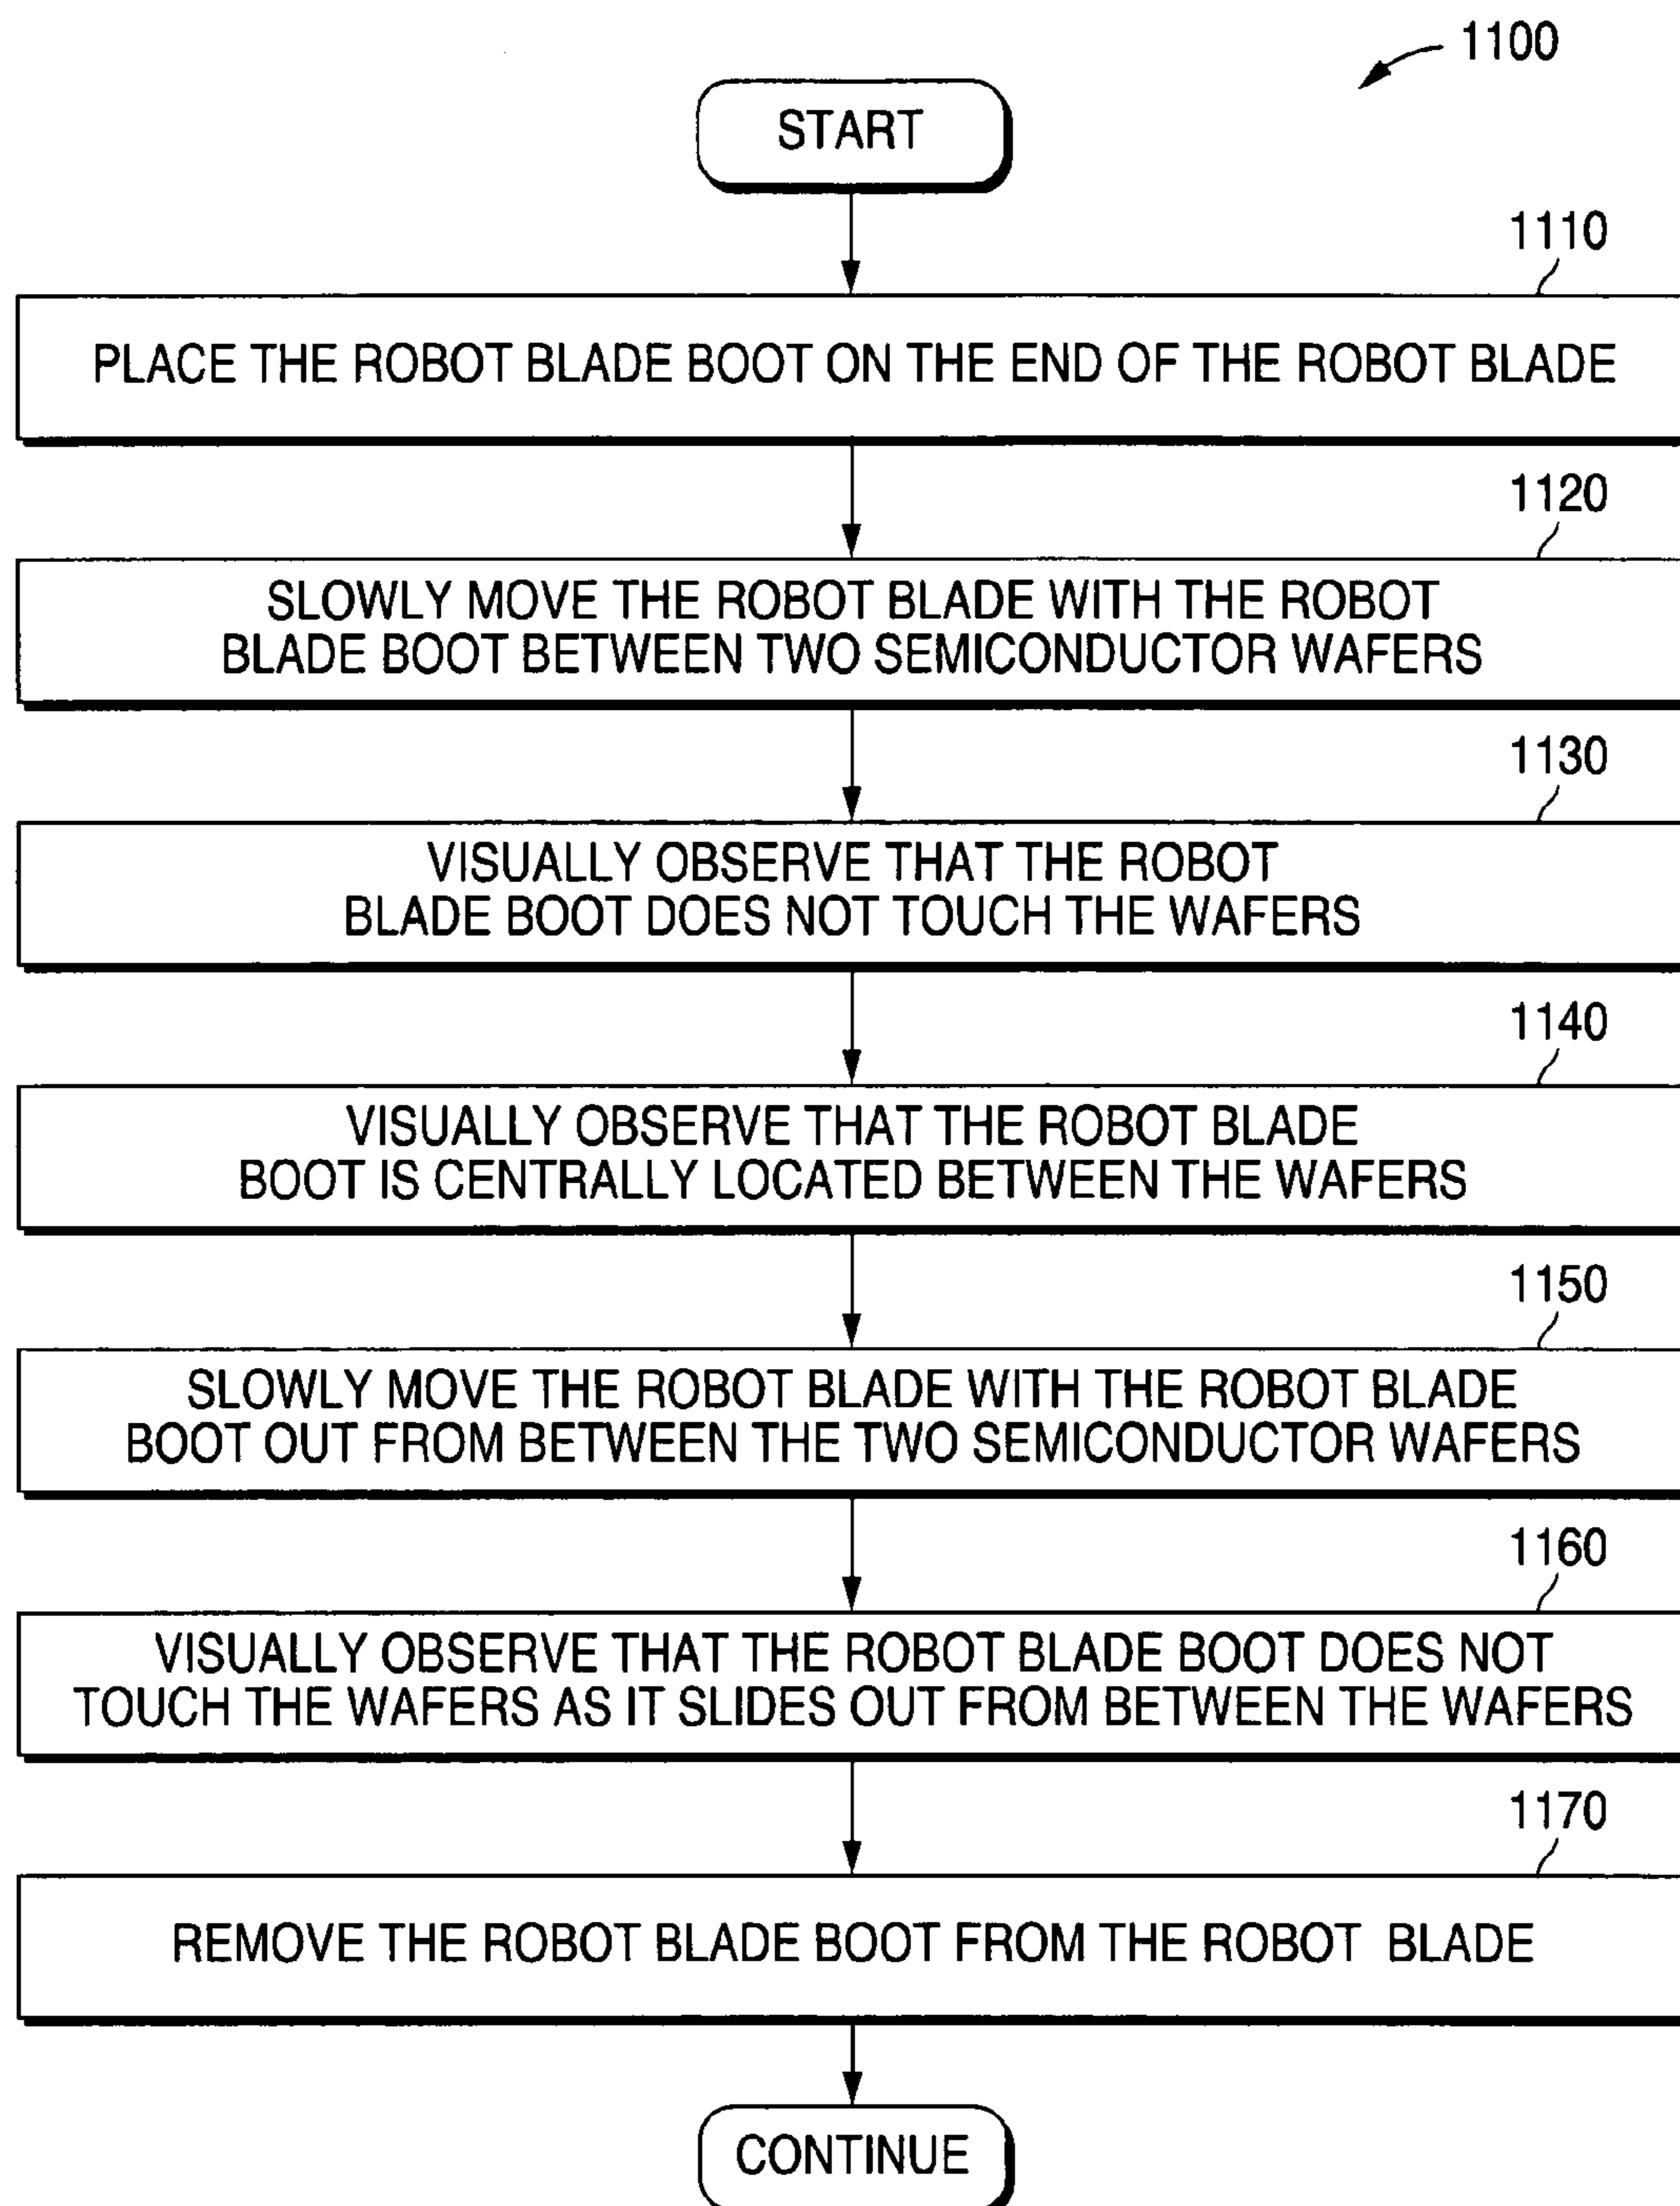 1100
START
1110
PLACE THE ROBOT BLADE BOOT ON THE END OF THE ROBOT BLADE
1120
SLOWLY MOVE THE ROBOT BLADE WITH THE ROBOT
BLADE BOOT BETWEEN TWO SEMICONDUCTOR WAFERS
1130
VISUALLY OBSERVE THAT THE ROBOT
BLADE BOOT DOES NOT TOUCH THE WAFERS
1140
VISUALLY OBSERVE THAT THE ROBOT BLADE
BOOT IS CENTRALLY LOCATED BETWEEN THE WAFERS
1150
SLOWLY MOVE THE ROBOT BLADE WITH THE ROBOT BLADE
BOOT OUT FROM BETWEEN THE TWO SEMICONDUCTOR WAFERS
1160
VISUALLY OBSERVE THAT THE ROBOT BLADE BOOT DOES NOT
TOUCH THE WAFERS AS IT SLIDES OUT FROM BETWEEN THE WAFERS
1170
REMOVE THE ROBOT BLADE BOOT FROM THE ROBOT BLADE
CONTINUE